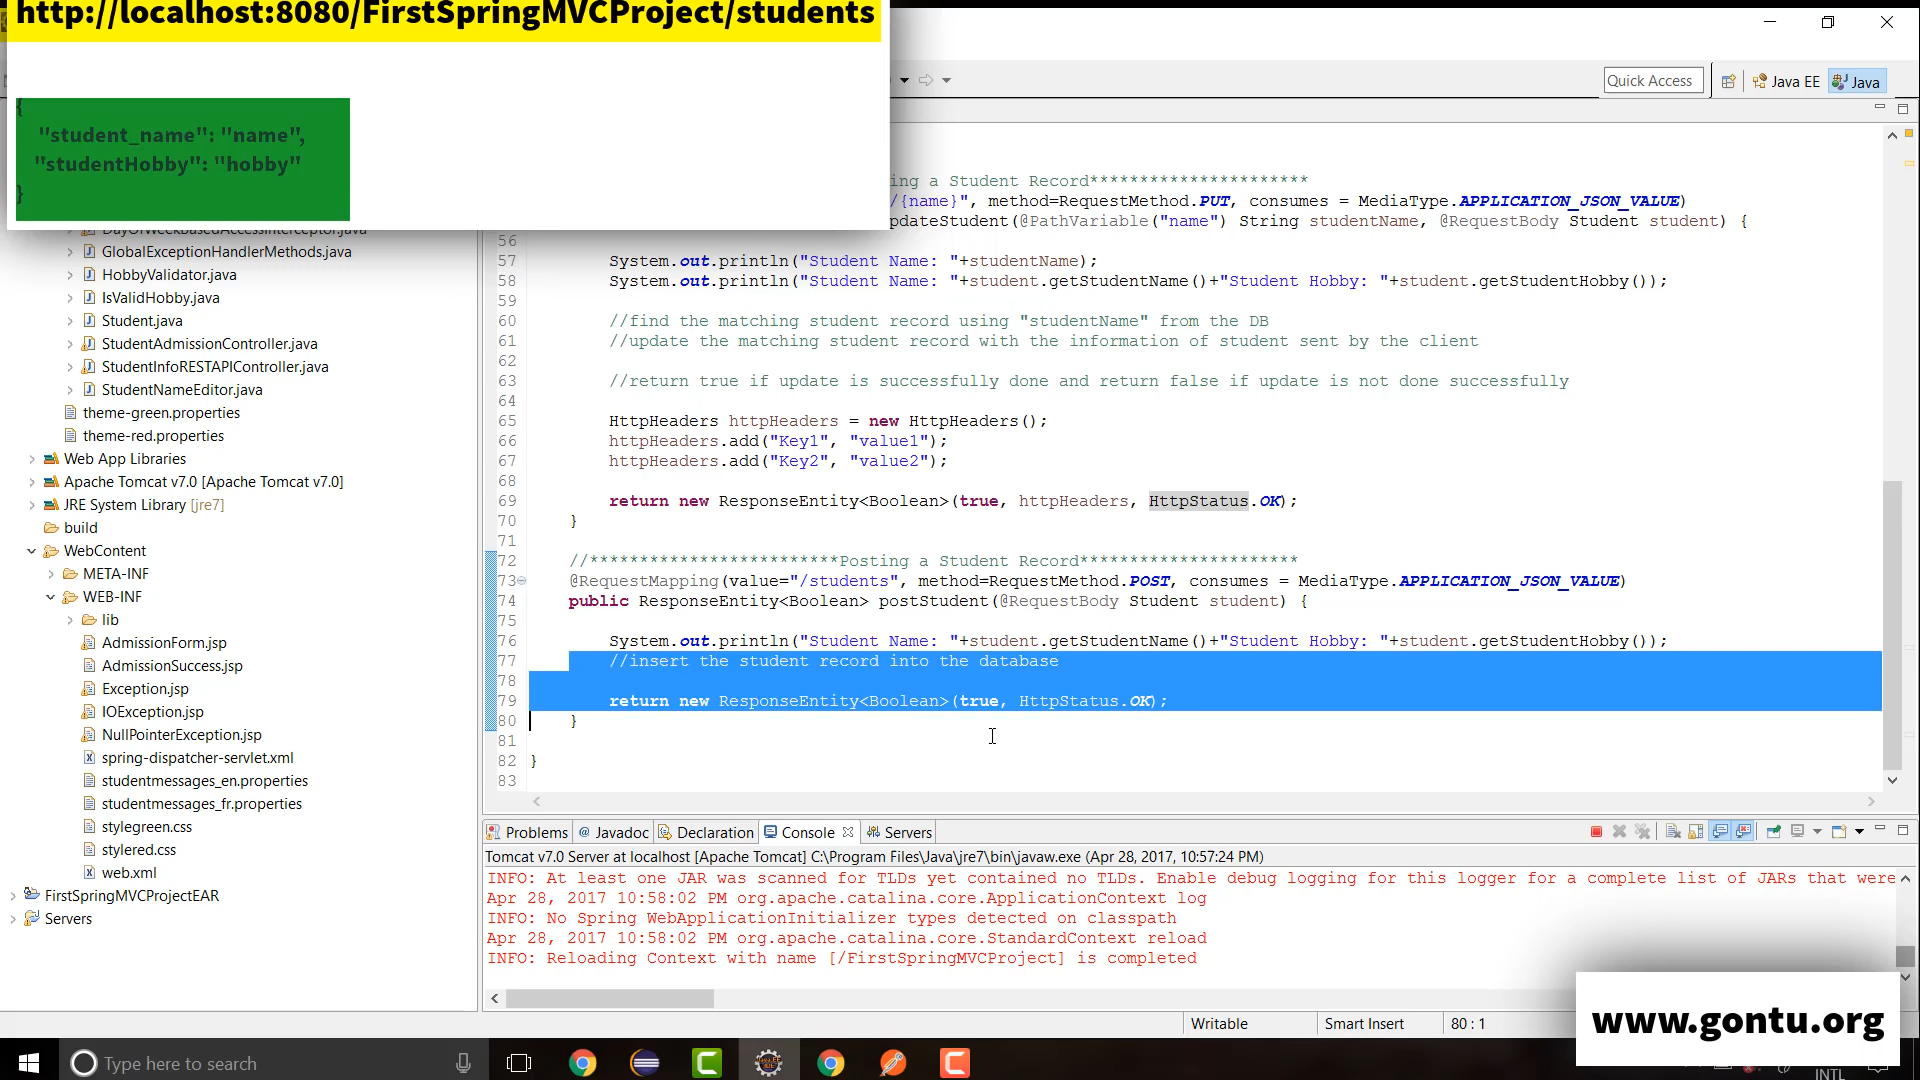 http://localhost:8080/FirstSpringMVCProject/students
{
"student_name": "name",
"studentHobby": "hobby"
}
Quick Access
Java EE
Java
ing a Student Record**********************
/{name}", method=RequestMethod.PUT, consumes = MediaType.APPLICATION_JSON_VALUE)
pdateStudent(@PathVariable("name") String studentName, @RequestBody Student student) {
56
57 System.out.println("Student Name: "+studentName);
58 System.out.println("Student Name: "+student.getStudentName()+"Student Hobby: "+student.getStudentHobby());
59
60 //find the matching student record using "studentName" from the DB
61 //update the matching student record with the information of student sent by the client
62
63 //return true if update is successfully done and return false if update is not done successfully
64
65 HttpHeaders httpHeaders = new HttpHeaders();
66 httpHeaders.add("Key1", "value1");
67 httpHeaders.add("Key2", "value2");
68
69 return new ResponseEntity<Boolean>(true, httpHeaders, HttpStatus.OK);
70 }
71
72 //*************************Posting a Student Record**********************
73 @RequestMapping(value="/students", method=RequestMethod.POST, consumes = MediaType.APPLICATION_JSON_VALUE)
74 public ResponseEntity<Boolean> postStudent(@RequestBody Student student) {
75
76 System.out.println("Student Name: "+student.getStudentName()+"Student Hobby: "+student.getStudentHobby());
77 //insert the student record into the database
78
79 return new ResponseEntity<Boolean>(true, HttpStatus.OK);
80 }
81
82 }
83
DayOfWeekBasedAccessInterceptor.java
GlobalExceptionHandlerMethods.java
HobbyValidator.java
IsValidHobby.java
Student.java
StudentAdmissionController.java
StudentInfoRESTAPIController.java
StudentNameEditor.java
theme-green.properties
theme-red.properties
Web App Libraries
Apache Tomcat v7.0 [Apache Tomcat v7.0]
JRE System Library [jre7]
build
WebContent
META-INF
WEB-INF
lib
AdmissionForm.jsp
AdmissionSuccess.jsp
Exception.jsp
IOException.jsp
NullPointerException.jsp
spring-dispatcher-servlet.xml
studentmessages_en.properties
studentmessages_fr.properties
stylegreen.css
stylered.css
web.xml
FirstSpringMVCProjectEAR
Servers
Problems @ Javadoc Declaration Console Servers
Tomcat v7.0 Server at localhost [Apache Tomcat] C:\Program Files\Java\jre7\bin\javaw.exe (Apr 28, 2017, 10:57:24 PM)
INFO: At least one JAR was scanned for TLDs yet contained no TLDs. Enable debug logging for this logger for a complete list of JARs that were
Apr 28, 2017 10:58:02 PM org.apache.catalina.core.ApplicationContext log
INFO: No Spring WebApplicationInitializer types detected on classpath
Apr 28, 2017 10:58:02 PM org.apache.catalina.core.StandardContext reload
INFO: Reloading Context with name [/FirstSpringMVCProject] is completed
Writable
Smart Insert
80 : 1
www.gontu.org
Type here to search
INTL